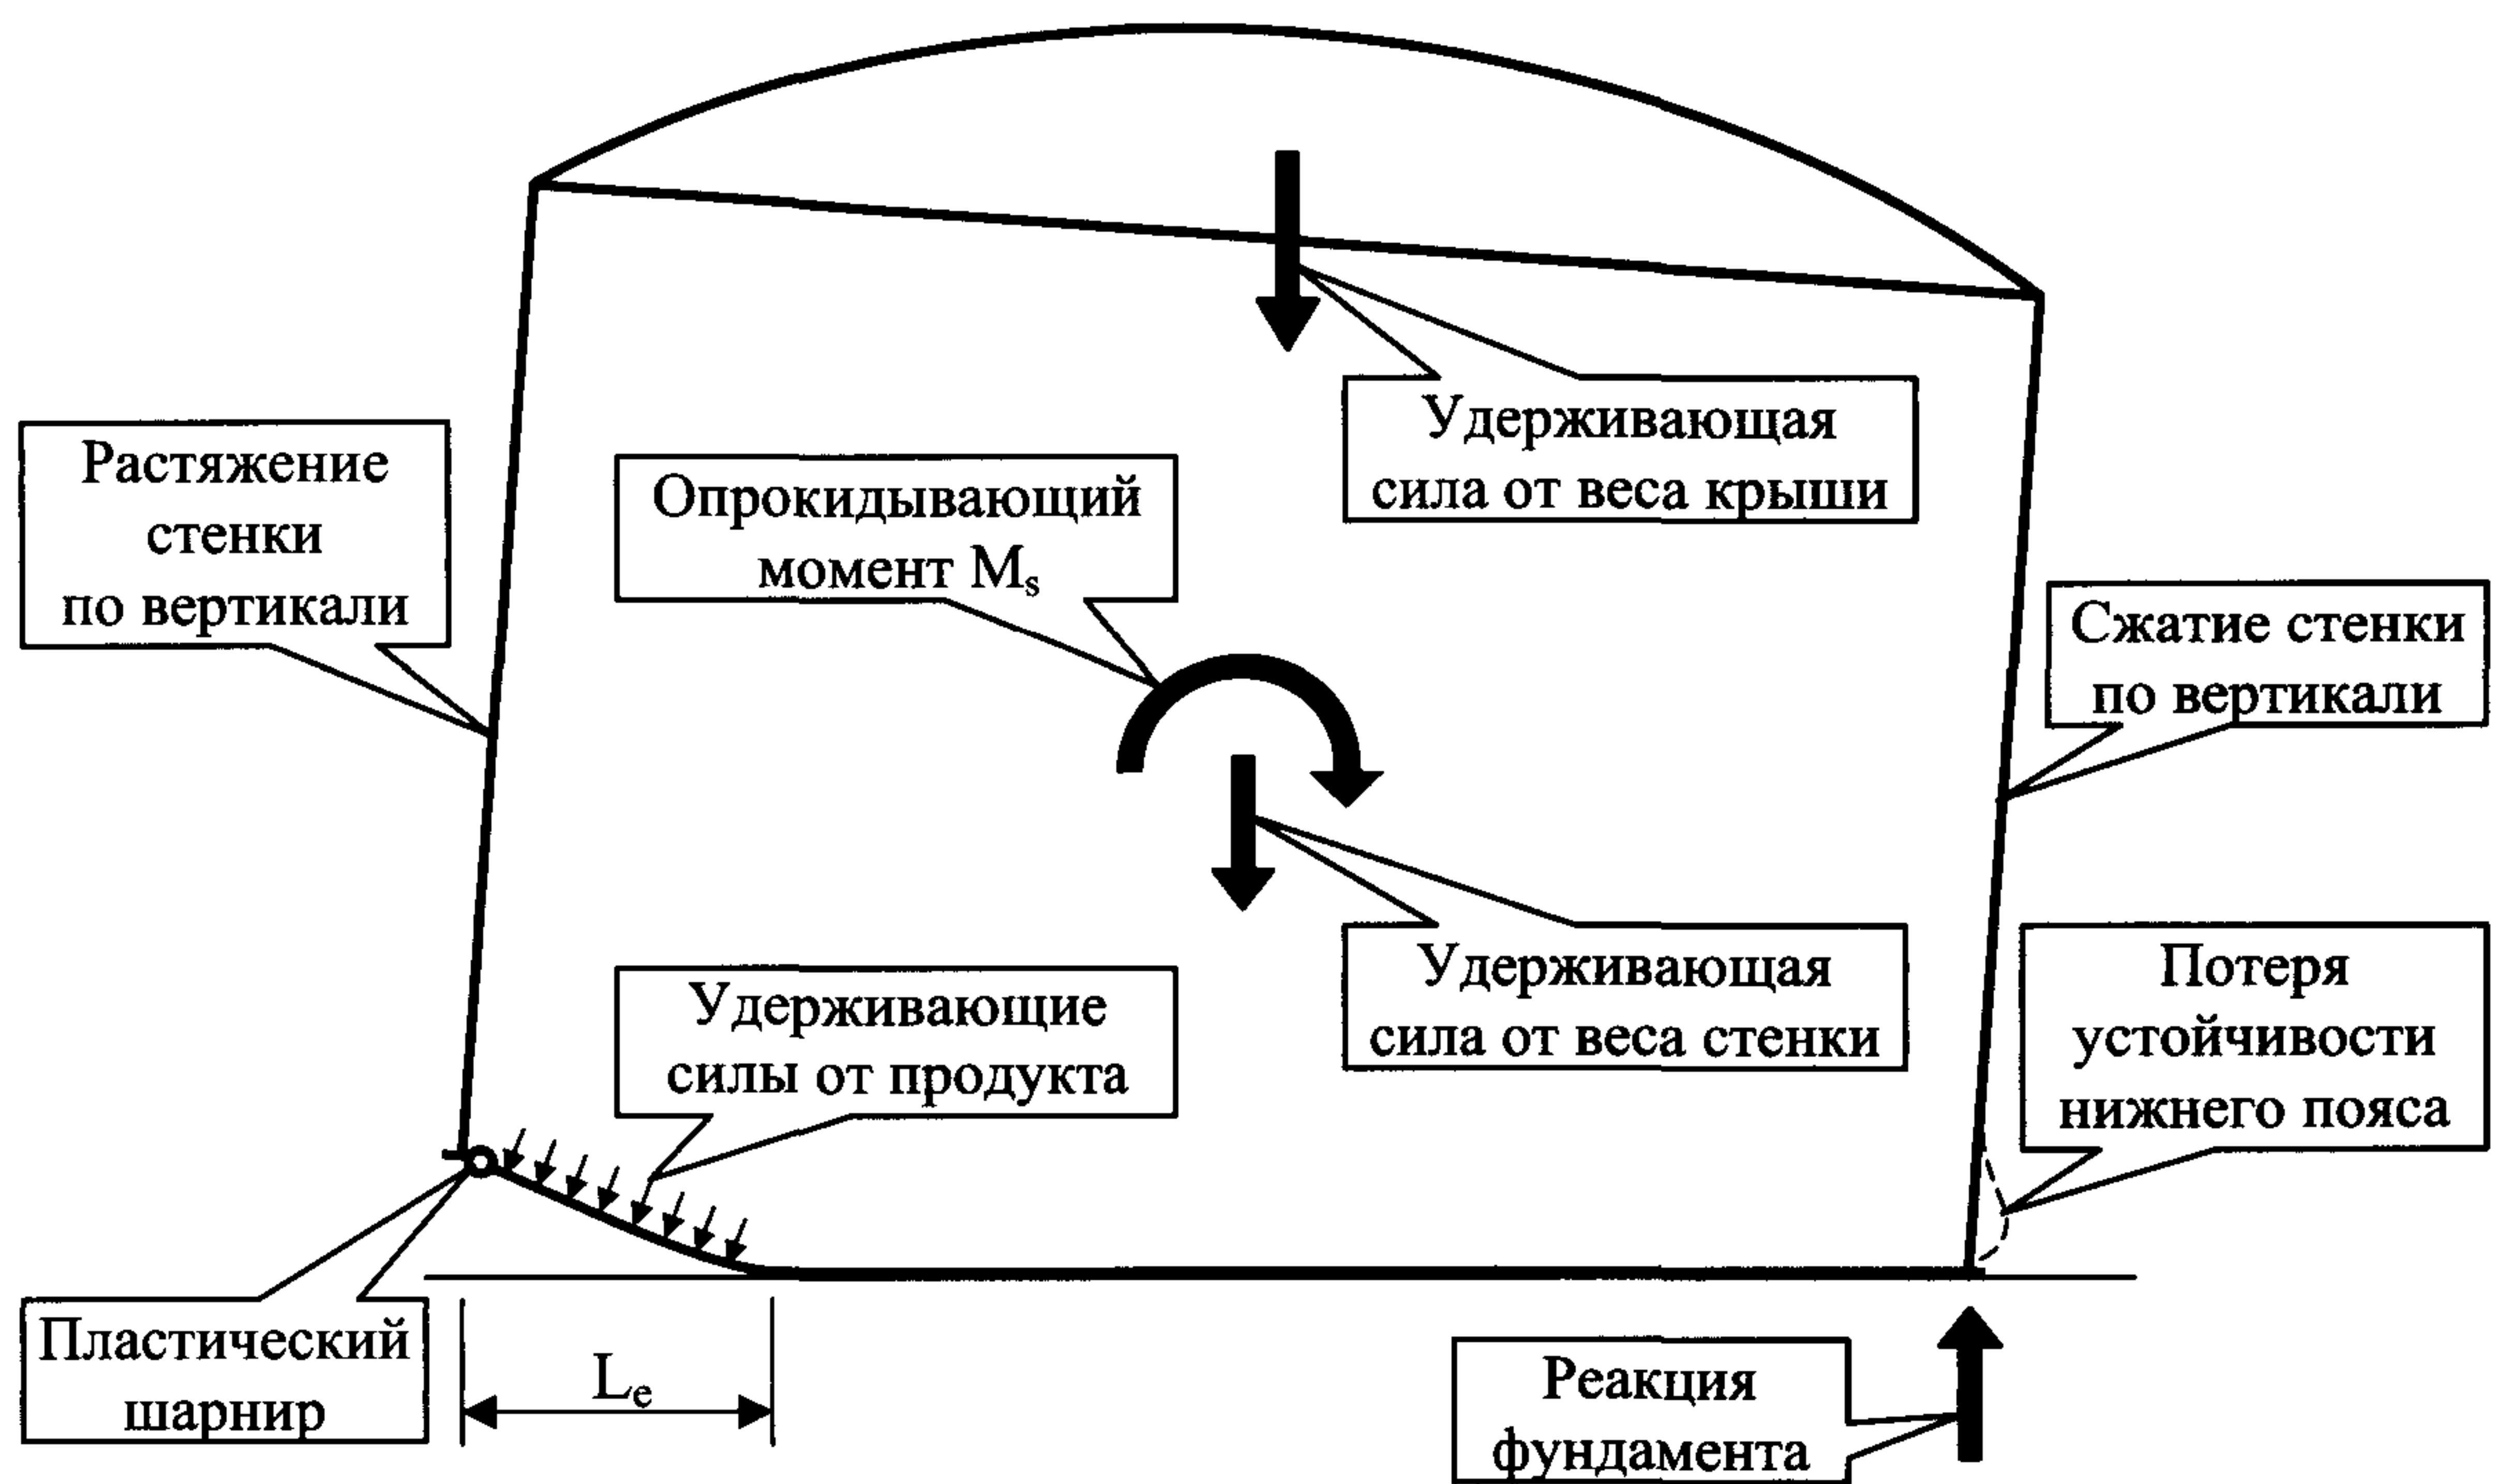 Удерживающая
сила от веса крыши
Растяжение
стенки
по вертикали
Опрокидывающий
момент Ms
Сжатие стенки
по вертикали
Удерживающая
сила от веса стенки
Потеря
устойчивости
нижнего пояса
Удерживающие
силы от продукта
Пластический
шарнир
Le
Реакция
фундамента